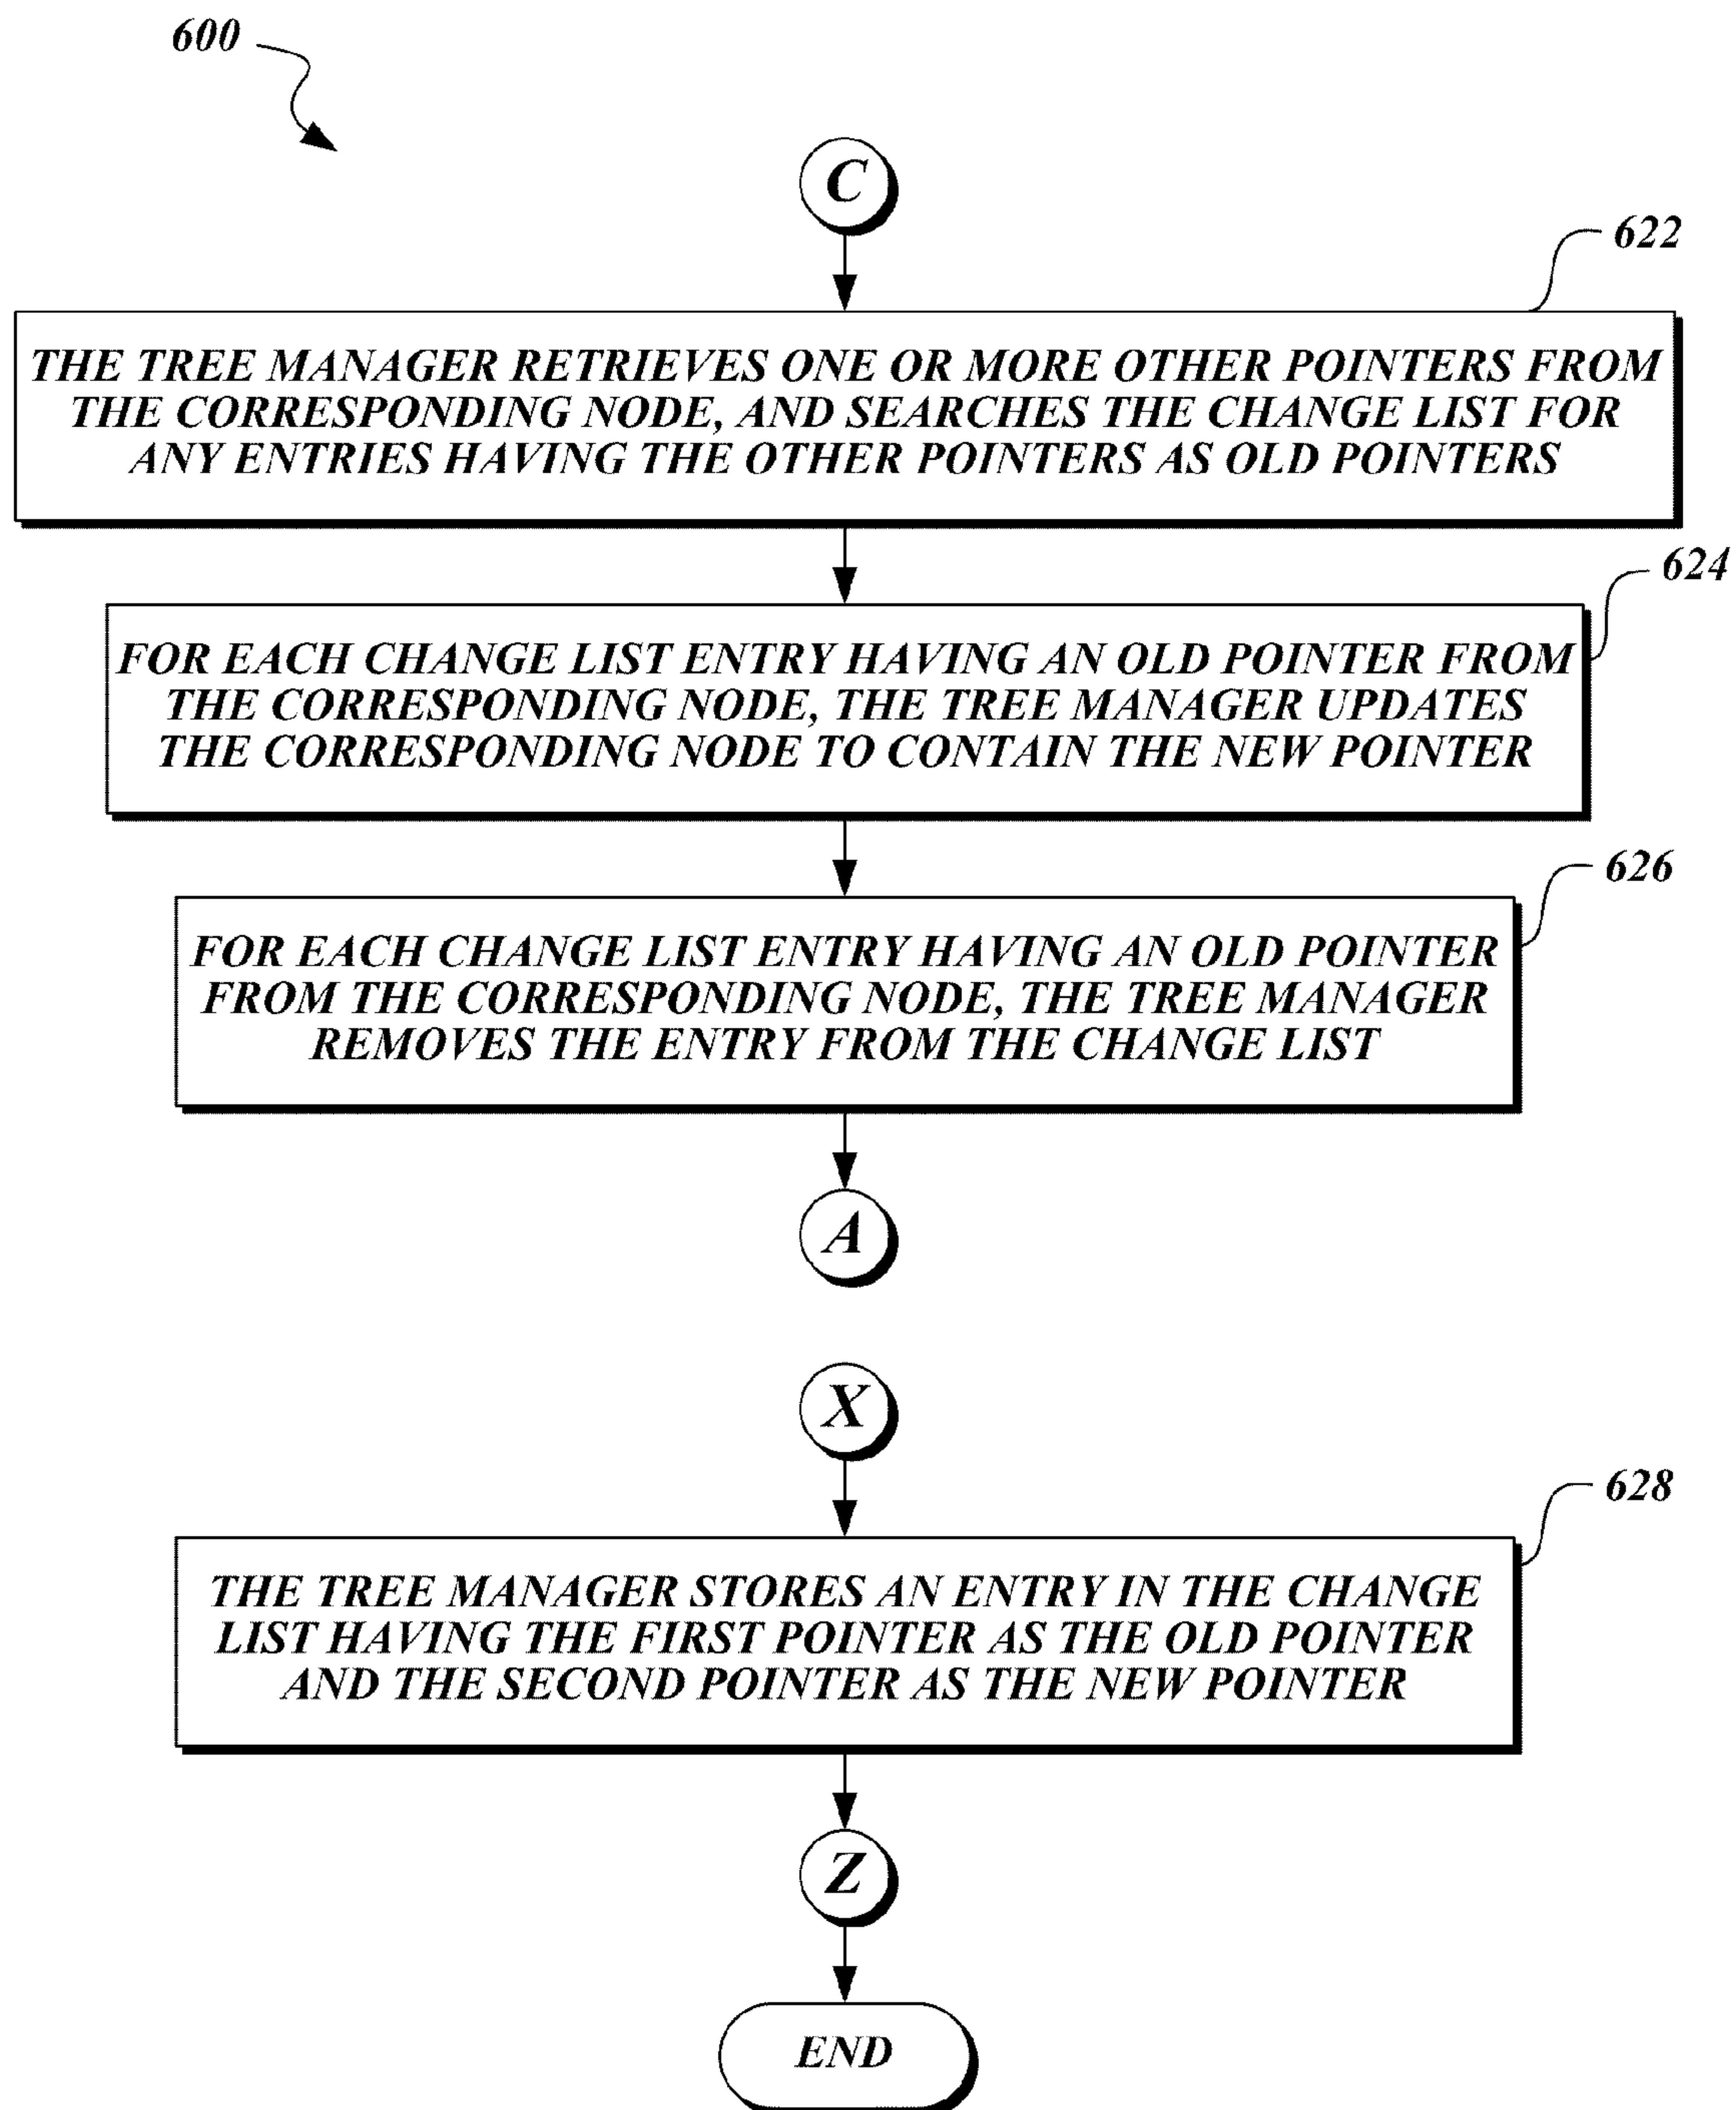 600
C
622
THE TREE MANAGER RETRIEVES ONE OR MORE OTHER POINTERS FROM
THE CORRESPONDING NODE, AND SEARCHES THE CHANGE LIST FOR
ANY ENTRIES HAVING THE OTHER POINTERS AS OLD POINTERS
624
FOR EACH CHANGE LIST ENTRY HAVING AN OLD POINTER FROM
THE CORRESPONDING NODE, THE TREE MANAGER UPDATES
THE CORRESPONDING NODE TO CONTAIN THE NEW POINTER
626
FOR EACH CHANGE LIST ENTRY HAVING AN OLD POINTER
FROM THE CORRESPONDING NODE, THE TREE MANAGER
REMOVES THE ENTRY FROM THE CHANGE LIST
A
X
628
THE TREE MANAGER STORES AN ENTRY IN THE CHANGE
LIST HAVING THE FIRST POINTER AS THE OLD POINTER
AND THE SECOND POINTER AS THE NEW POINTER
Z
END